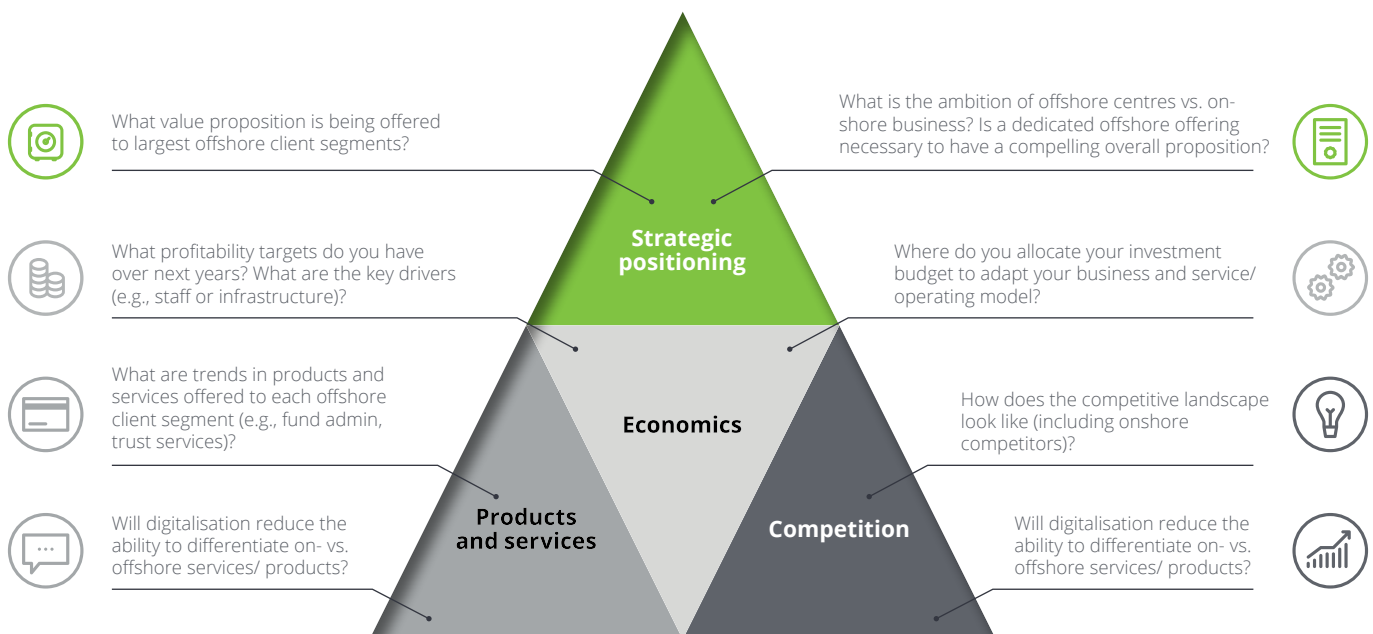 What value proposition is being offered
to largest offshore client segments?
What is the ambition of offshore centres vs. on-
shore business? Is a dedicated offshore offering
necessary to have a compelling overall proposition?
Strategic
positioning
What profitability targets do you have
over next years? What are the key drivers
(e.g., staff or infrastructure)?
Where do you allocate your investment
budget to adapt your business and service/
operating model?
Economics
What are trends in products and
services offered to each offshore
client segment (e.g., fund admin,
trust services)?
How does the competitive landscape
look like (including onshore
competitors)?
Products
and services
Competition
Will digitalisation reduce the
ability to differentiate on- vs.
offshore services/ products?
Will digitalisation reduce the
ability to differentiate on- vs.
offshore services/ products?